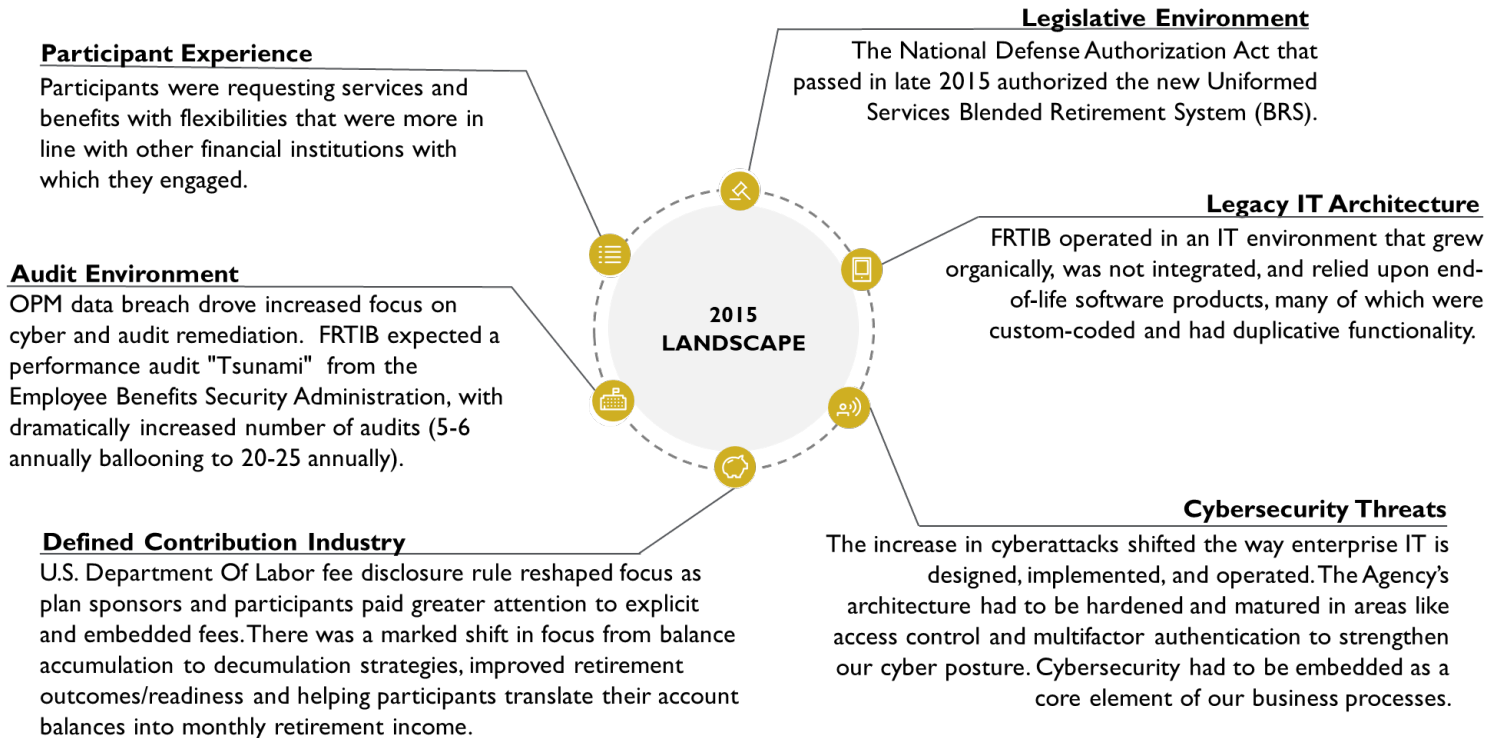 Participant Experience
Participants were requesting services and
benefits with flexibilities that were more in
line with other financial institutions with
which they engaged.
Legislative Environment
The National Defense Authorization Act that
passed in late 2015 authorized the new Uniformed
Services Blended Retirement System (BRS).
Legacy IT Architecture
FRTIB operated in an IT environment that grew
organically, was not integrated, and relied upon end-
of-life software products, many of which were
custom-coded and had duplicative functionality.
Audit Environment
OPM data breach drove increased focus on
cyber and audit remediation.  FRTIB expected a
performance audit "Tsunami"  from the
Employee Benefits Security Administration, with
dramatically increased number of audits (5-6
annually ballooning to 20-25 annually).
2015
LANDSCAPE
Cybersecurity Threats
The increase in cyberattacks shifted the way enterprise IT is
designed, implemented, and operated. The Agency’s
architecture had to be hardened and matured in areas like
access control and multifactor authentication to strengthen
our cyber posture. Cybersecurity had to be embedded as a
core element of our business processes.
Defined Contribution Industry
U.S. Department Of Labor fee disclosure rule reshaped focus as
plan sponsors and participants paid greater attention to explicit
and embedded fees. There was a marked shift in focus from balance
accumulation to decumulation strategies, improved retirement
outcomes/readiness and helping participants translate their account
balances into monthly retirement income.